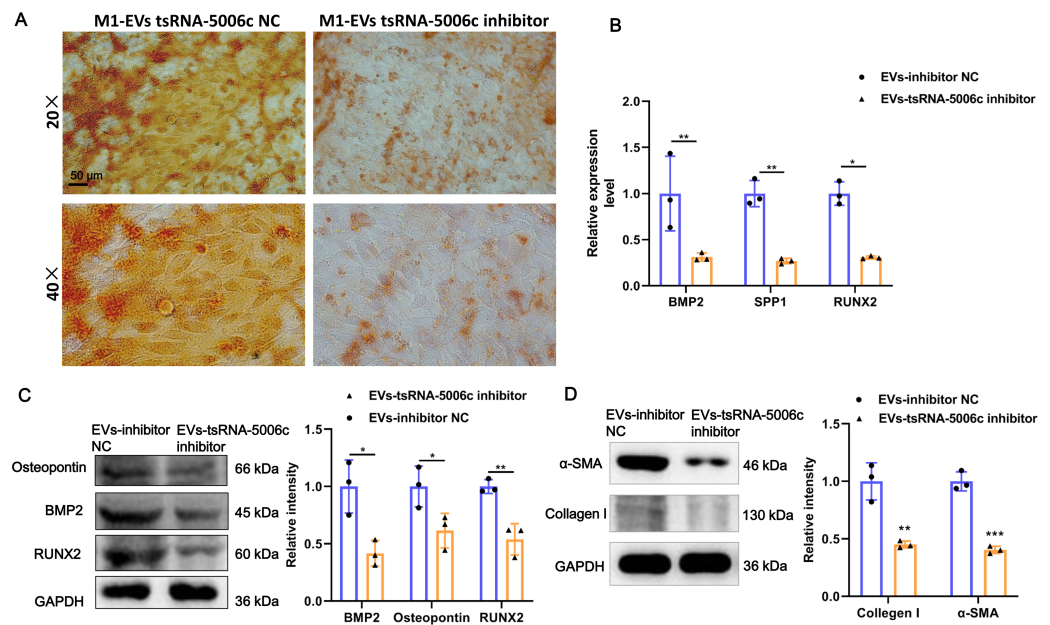 A
M1-EVs tsRNA-5006c NC
M1-EVs tsRNA-5006c inhibitor
20×
50 μm
40×
B
EVs-inhibitor NC
EVs-tsRNA-5006c inhibitor
Relative expression
level
2.0
1.5
1.0
0.5
0.0
**
**
*
BMP2
SPP1
RUNX2
C
EVs-inhibitor
NC
EVs-tsRNA-5006c
inhibitor
Osteopontin
66 kDa
BMP2
45 kDa
RUNX2
60 kDa
GAPDH
36 kDa
EVs-tsRNA-5006c inhibitor
EVs-inhibitor NC
Relative intensity
1.5
1.0
0.5
0.0
*
*
**
BMP2
Osteopontin
RUNX2
D
EVs-inhibitor
NC
EVs-tsRNA-5006c
inhibitor
α-SMA
46 kDa
Collagen I
130 kDa
GAPDH
36 kDa
EVs-inhibitor NC
EVs-tsRNA-5006c inhibitor
Relative intensity
1.5
1.0
0.5
0.0
**
***
Collegen I
α-SMA